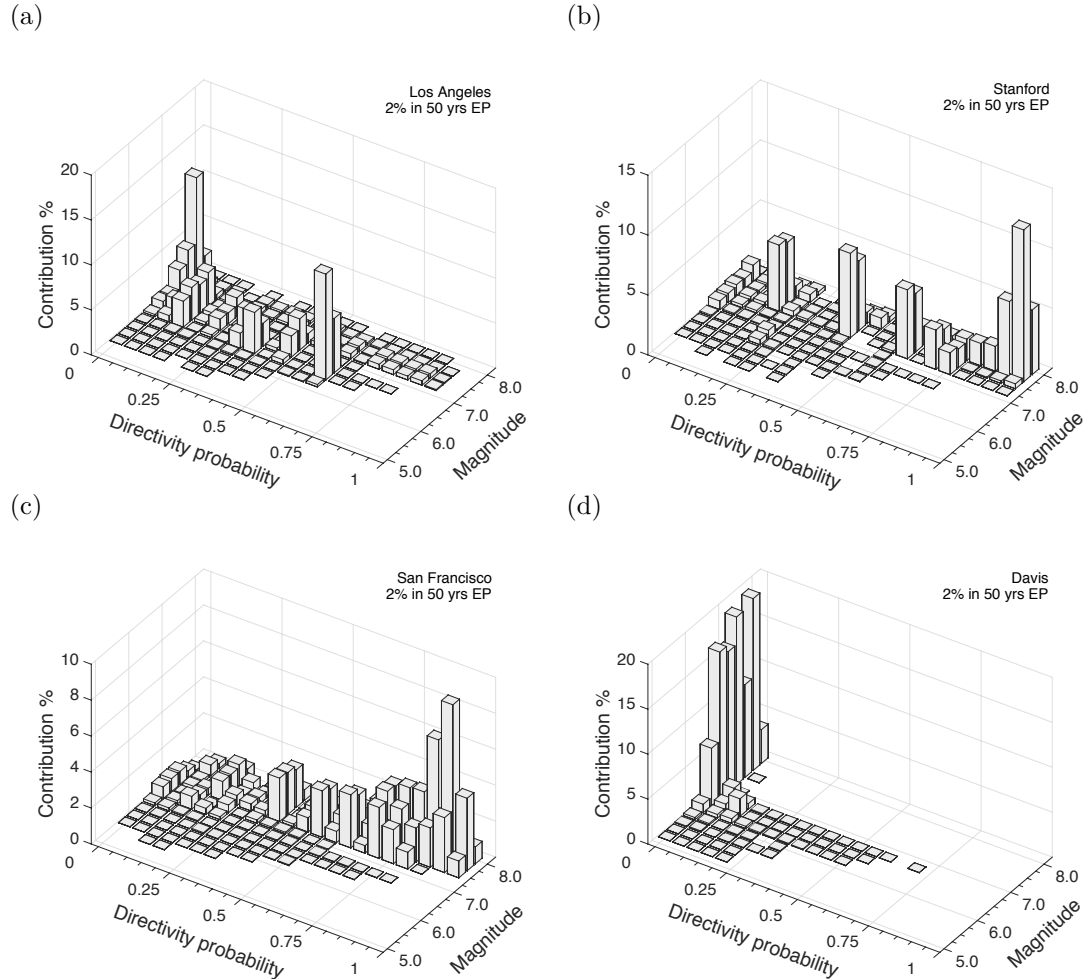 (a)
Los Angeles
2% in 50 yrs EP
20
15
10
5
0
Contribution %
0
0.25
0.5
0.75
1
Directivity probability
5.0
6.0
7.0
8.0
Magnitude
(b)
Stanford
2% in 50 yrs EP
15
10
5
0
Contribution %
0
0.25
0.5
0.75
1
Directivity probability
5.0
6.0
7.0
8.0
Magnitude
(c)
San Francisco
2% in 50 yrs EP
10
8
6
4
2
0
Contribution %
0
0.25
0.5
0.75
1
Directivity probability
5.0
6.0
7.0
8.0
Magnitude
(d)
Davis
2% in 50 yrs EP
20
15
10
5
0
Contribution %
0
0.25
0.5
0.75
1
Directivity probability
5.0
6.0
7.0
8.0
Magnitude